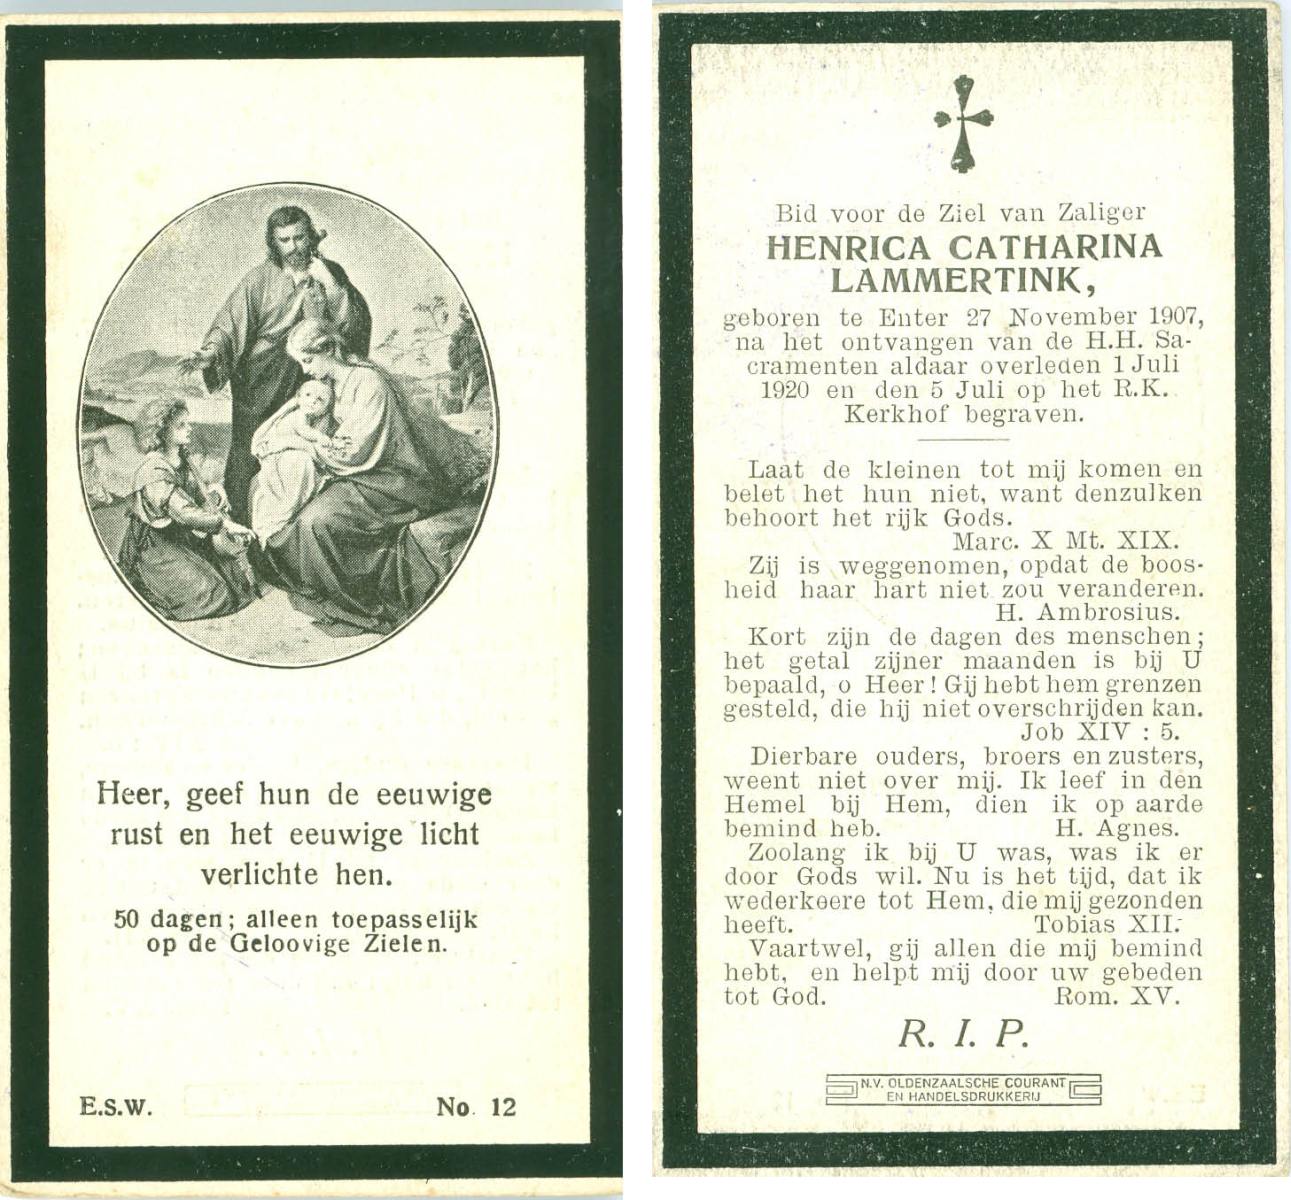 Heer, geef hun de eeuwige
rust en het eeuwige licht
verlichte hen.
50 dagen; alleen toepasselijk
op de Geloovige Zielen.
E.S.W. No. 12
Bid voor de Ziel van Zaliger
HENRICA CATHARINA
LAMMERTINK,
geboren te Enter 27 November 1907,
na het ontvangen van de H.H. Sa-
cramenten aldaar overleden 1 Juli
1920 en den 5 Juli op het R.K.
Kerkhof begraven.
Laat de kleinen tot mij komen en
belet het hun niet, want denzulken
behoort het rijk Gods.
Marc. X Mt. XIX.
Zij is weggenomen, opdat de boos-
heid haar hart niet zou veranderen.
H. Ambrosius.
Kort zijn de dagen des menschen;
het getal zijner maanden is bij U
bepaald, o Heer! Gij hebt hem grenzen
gesteld, die hij niet overschrijden kan.
Job XIV : 5.
Dierbare ouders, broers en zusters,
weent niet over mij. Ik leef in den
Hemel bij Hem, dien ik op aarde
bemind heb. H. Agnes.
Zoolang ik bij U was, was ik er
door Gods wil. Nu is het tijd, dat ik
wederkeere tot Hem, die mij gezonden
heeft. Tobias XII.
Vaartwel, gij allen die mij bemind
hebt, en helpt mij door uw gebeden
tot God. Rom. XV.
R. I. P.
N.V. OLDENZAALSCHE COURANT
EN HANDELSDRUKKERIJ